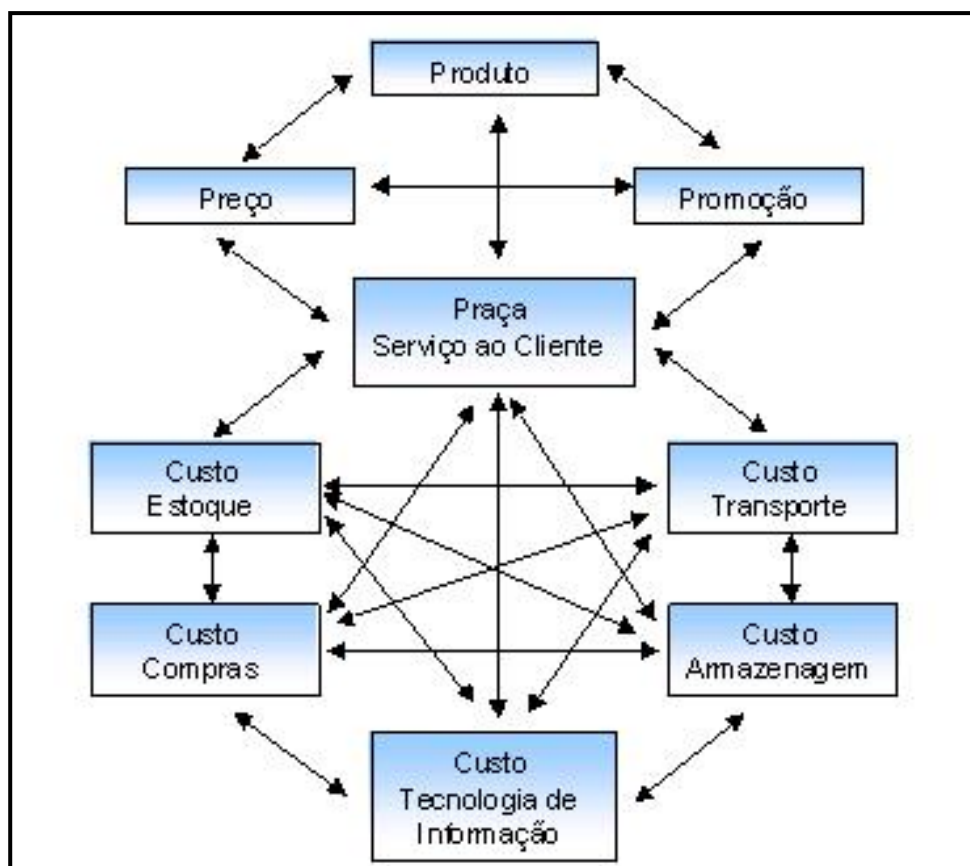 Produto
Preço
Promoção
Praça
Serviço ao Cliente
Custo
Estoque
Custo
Transporte
Custo
Compras
Custo
Armazenagem
Custo
Tecnologia de
Informação